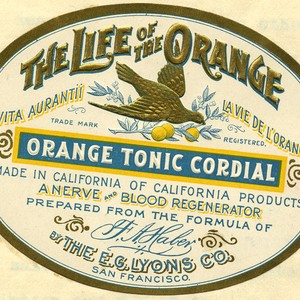 THE LIFE OF THE ORANGE
VITA AURANTII
LA VIE DE L'ORANGE
TRADE MARK
REGISTERED.
ORANGE TONIC CORDIAL
MADE IN CALIFORNIA OF CALIFORNIA PRODUCTS
A NERVE AND BLOOD REGENERATOR
PREPARED FROM THE FORMULA OF
BY THE E.G. LYONS CO.
SAN FRANCISCO.